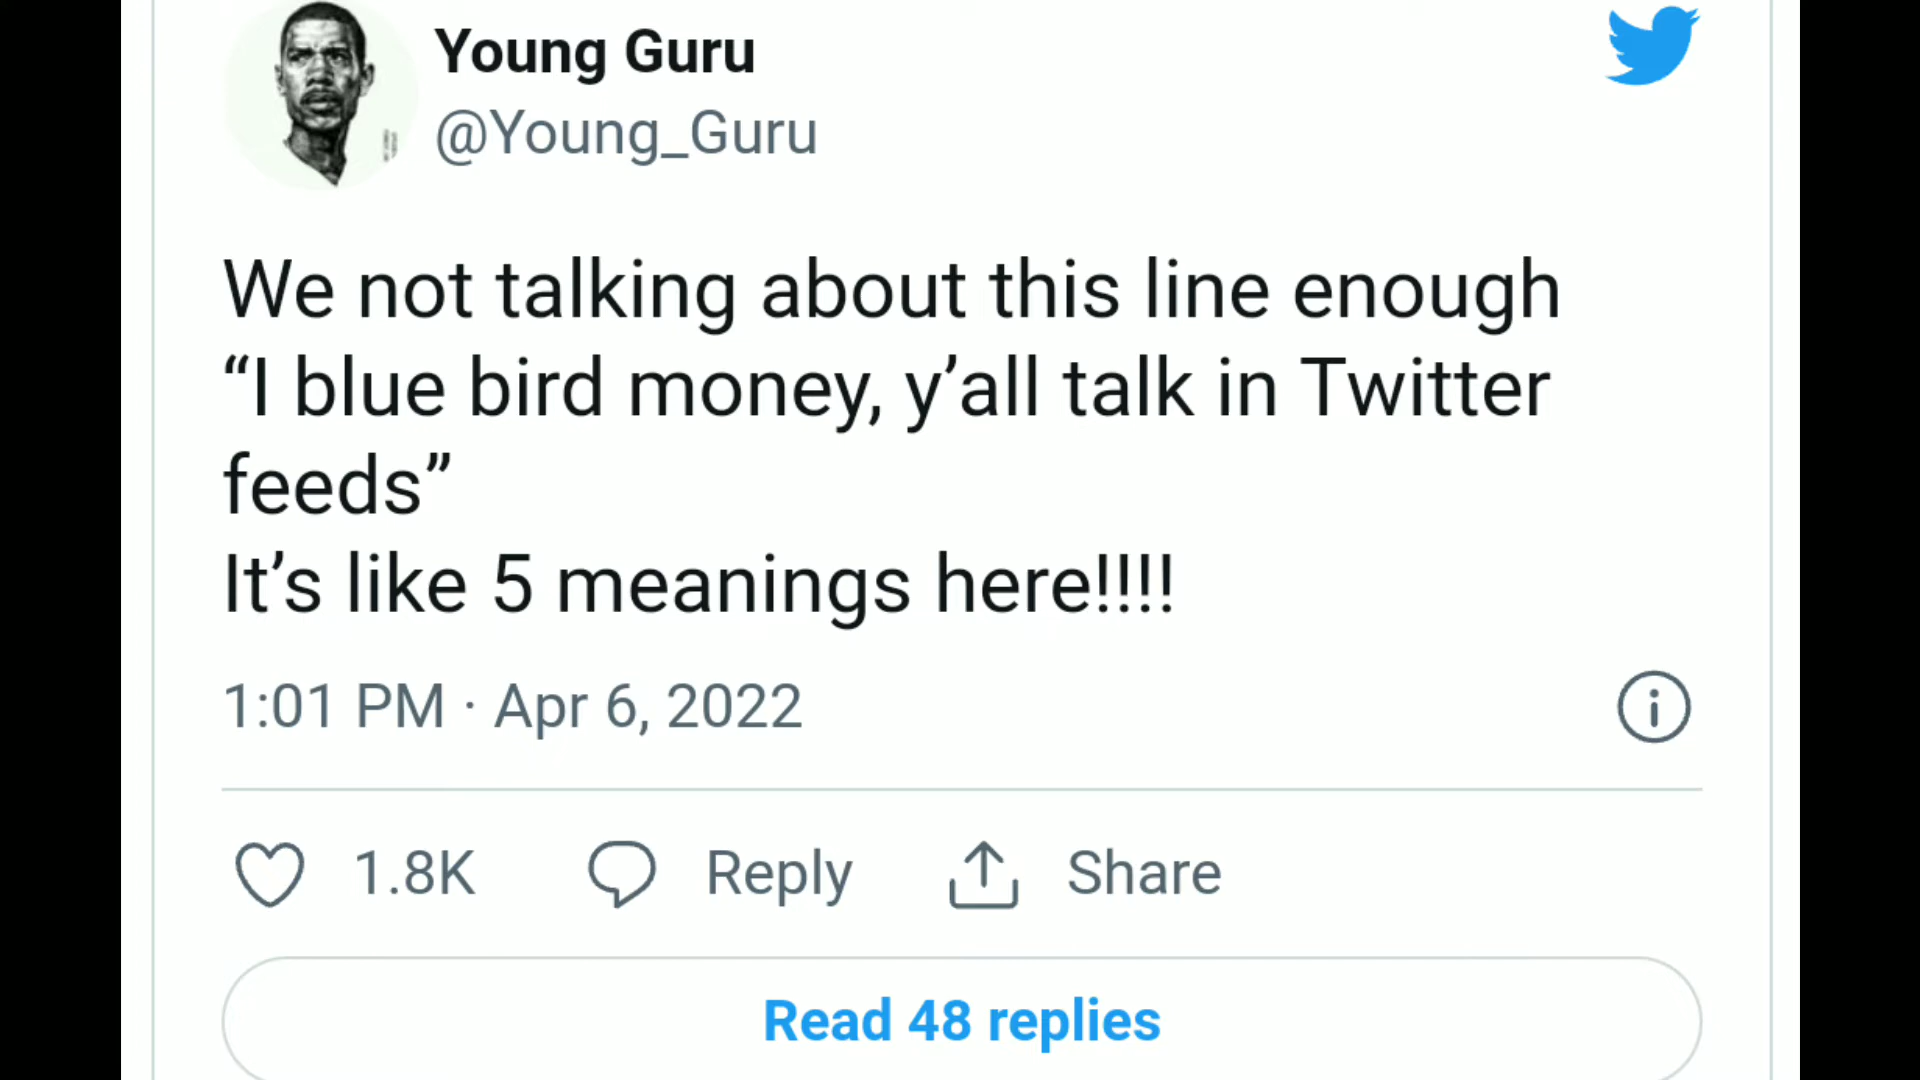 Young Guru
@Young_Guru
We not talking about this line enough
“I blue bird money, y’all talk in Twitter
feeds”
It’s like 5 meanings here!!!!
1:01 PM · Apr 6, 2022
1.8K Reply Share
Read 48 replies